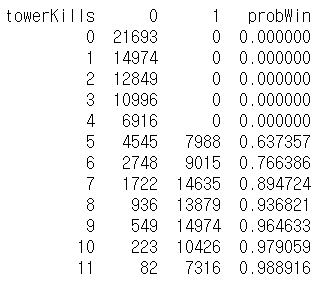 towerKills 0 1 probWin
0 21693 0 0.000000
1 14974 0 0.000000
2 12849 0 0.000000
3 10996 0 0.000000
4 6916 0 0.000000
5 4545 7988 0.637357
6 2748 9015 0.766386
7 1722 14635 0.894724
8 936 13879 0.936821
9 549 14974 0.964633
10 223 10426 0.979059
11 82 7316 0.988916